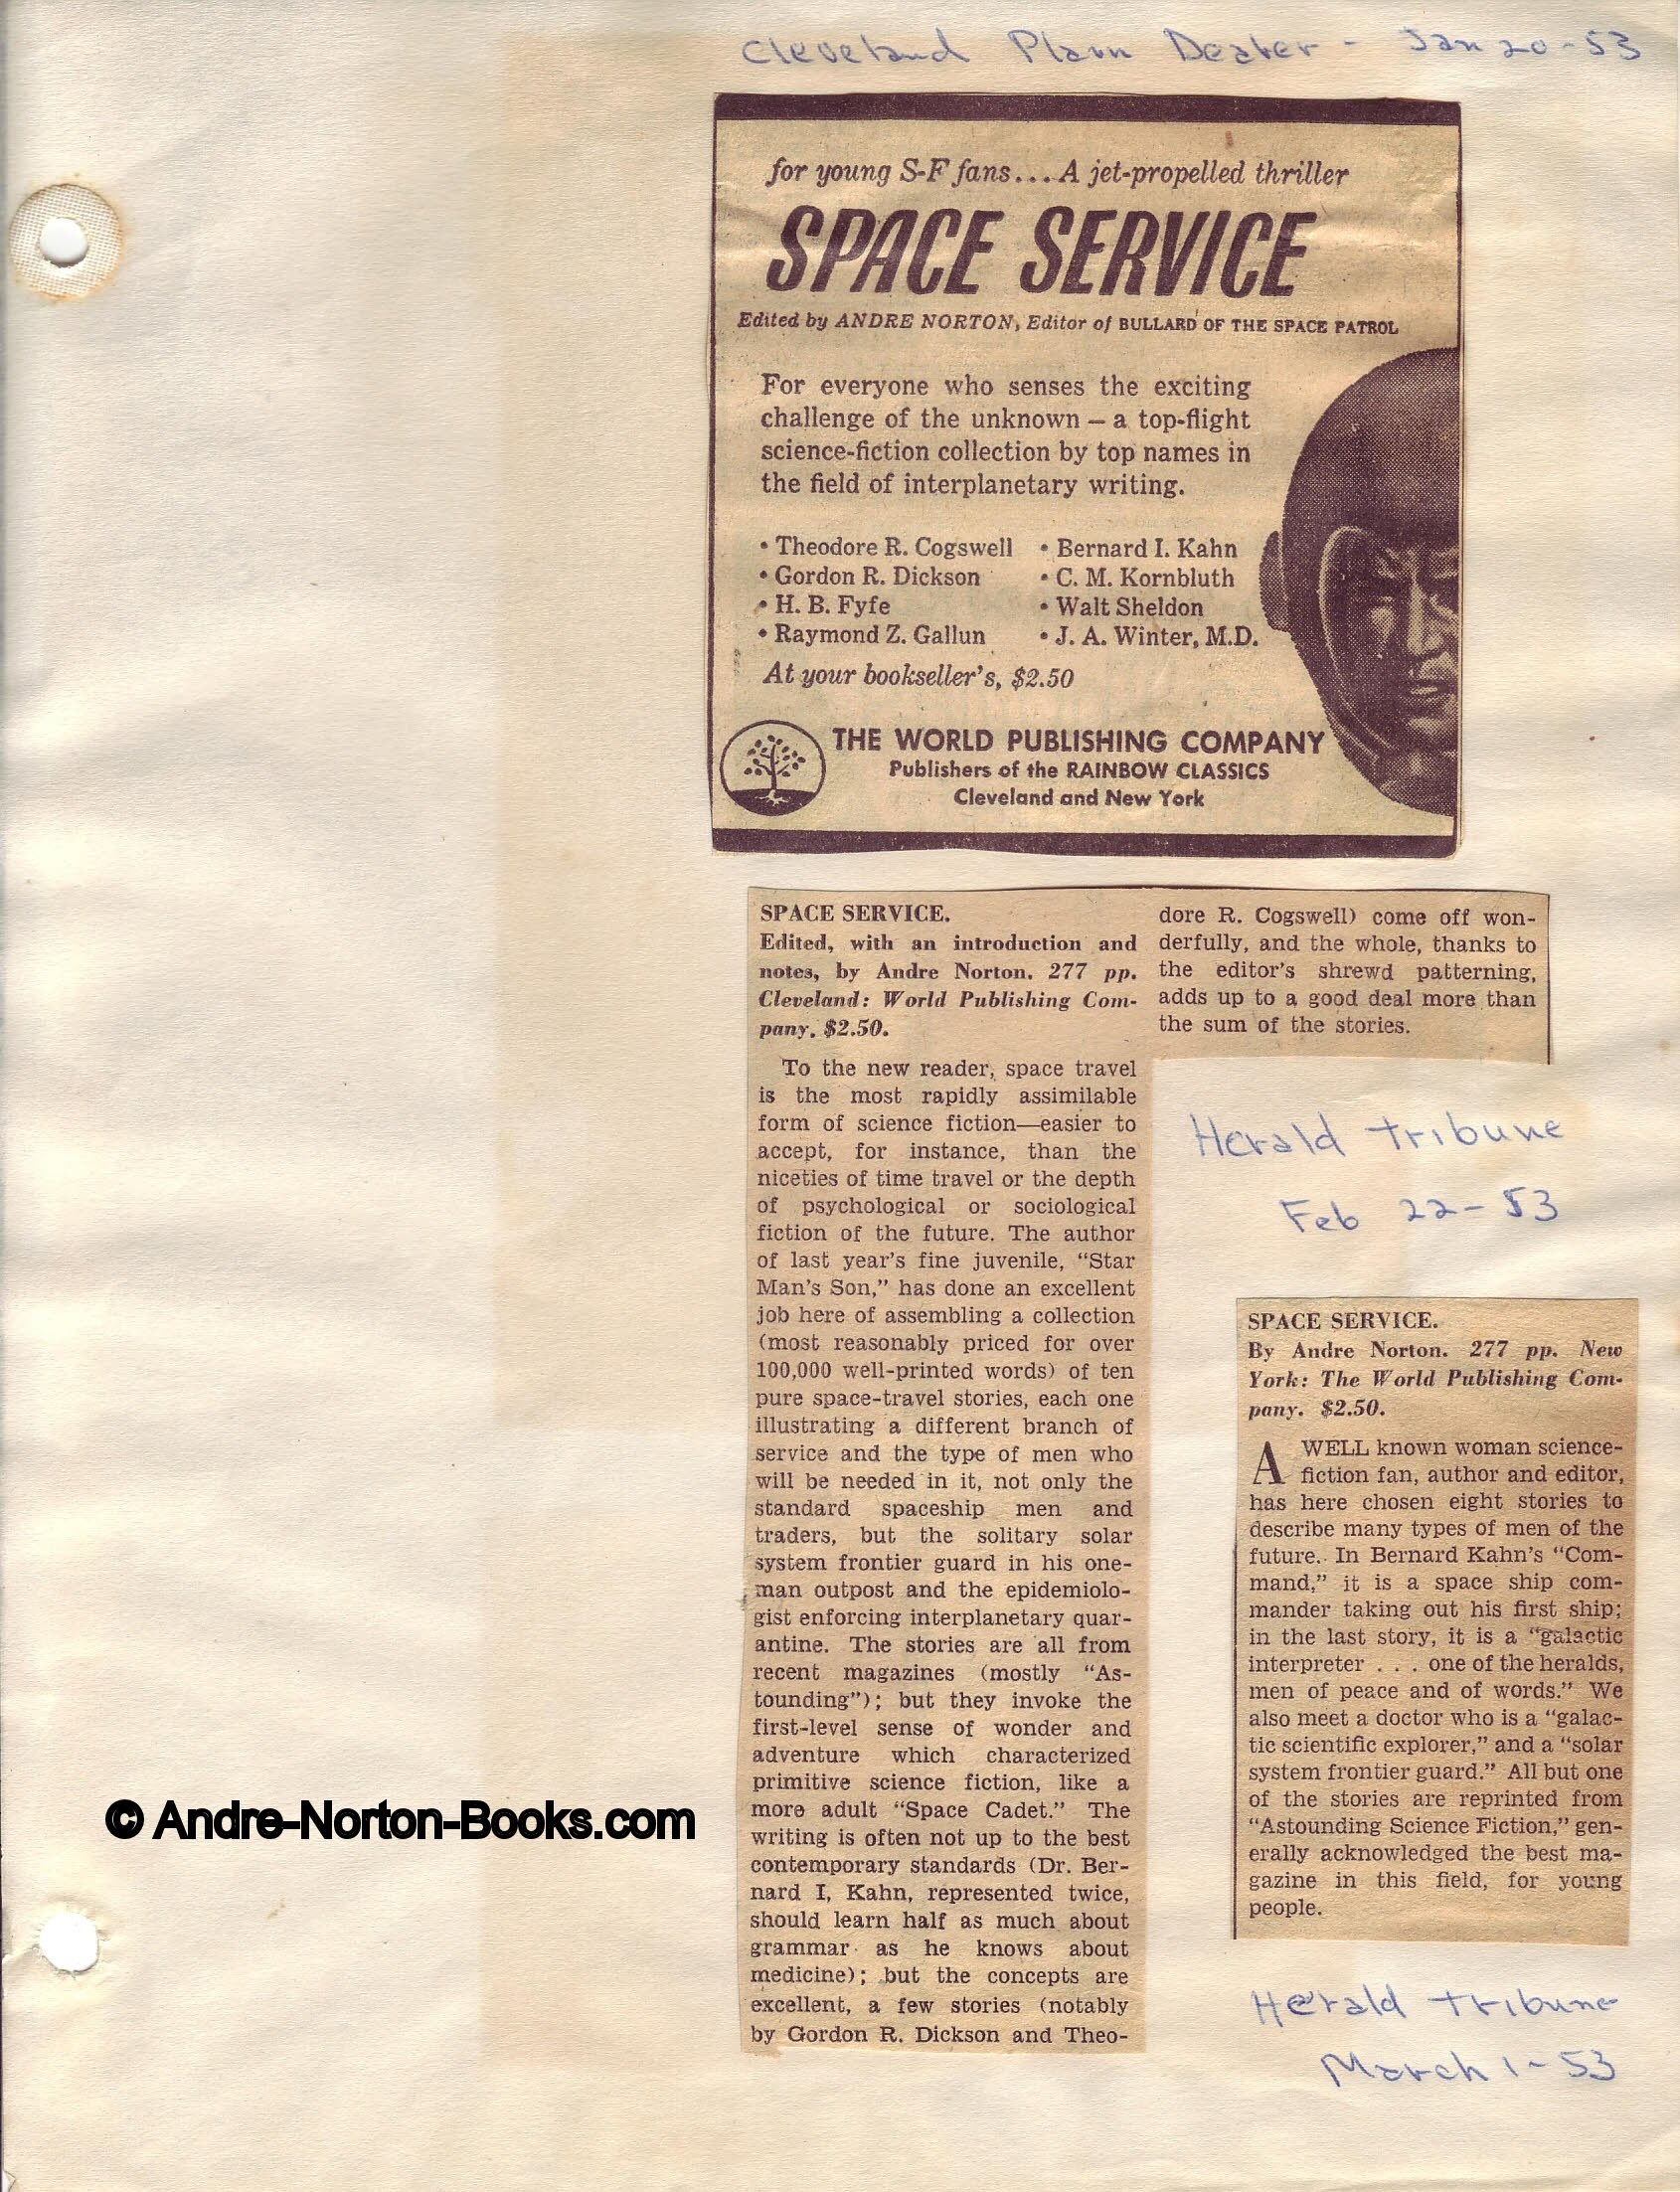 Cleveland Plain Dealer - Jan 20-53
for young S-F fans...A jet-propelled thriller
SPACE SERVICE
Edited by ANDRE NORTON, Editor of BULLARD OF THE SPACE PATROL
For everyone who senses the exciting
challenge of the unknown – a top-flight
science-fiction collection by top names in
the field of interplanetary writing.
• Theodore R. Cogswell
• Gordon R. Dickson
• H. B. Fyfe
• Raymond Z. Gallun
• Bernard I. Kahn
• C. M. Kornbluth
• Walt Sheldon
• J. A. Winter, M.D.
At your bookseller's, $2.50
THE WORLD PUBLISHING COMPANY
Publishers of the RAINBOW CLASSICS
Cleveland and New York
SPACE SERVICE.
Edited, with an introduction and
notes, by Andre Norton. 277 pp.
Cleveland: World Publishing Com-
pany. $2.50.
To the new reader, space travel
is the most rapidly assimilable
form of science fiction—easier to
accept, for instance, than the
niceties of time travel or the depth
of psychological or sociological
fiction of the future. The author
of last year's fine juvenile, "Star
Man's Son," has done an excellent
job here of assembling a collection
(most reasonably priced for over
100,000 well-printed words) of ten
pure space-travel stories, each one
illustrating a different branch of
service and the type of men who
will be needed in it, not only the
standard spaceship men and
traders, but the solitary solar
system frontier guard in his one-
man outpost and the epidemiolo-
gist enforcing interplanetary quar-
antine. The stories are all from
recent magazines (mostly "As-
tounding"); but they invoke the
first-level sense of wonder and
adventure which characterized
primitive science fiction, like a
more adult "Space Cadet." The
writing is often not up to the best
contemporary standards (Dr. Ber-
nard I, Kahn, represented twice,
should learn half as much about
grammar as he knows about
medicine); but the concepts are
excellent, a few stories (notably
by Gordon R. Dickson and Theo-
dore R. Cogswell) come off won-
derfully, and the whole, thanks to
the editor's shrewd patterning,
adds up to a good deal more than
the sum of the stories.
Herald Tribune
Feb 22-53
SPACE SERVICE.
By Andre Norton. 277 pp. New
York: The World Publishing Com-
pany. $2.50.
A WELL known woman science-
fiction fan, author and editor,
has here chosen eight stories to
describe many types of men of the
future. In Bernard Kahn's "Com-
mand," it is a space ship com-
mander taking out his first ship;
in the last story, it is a "galactic
interpreter . . . one of the heralds,
men of peace and of words." We
also meet a doctor who is a "galac-
tic scientific explorer," and a "solar
system frontier guard." All but one
of the stories are reprinted from
"Astounding Science Fiction," gen-
erally acknowledged the best ma-
gazine in this field, for young
people.
Herald Tribune
March 1-53
© Andre-Norton-Books.com